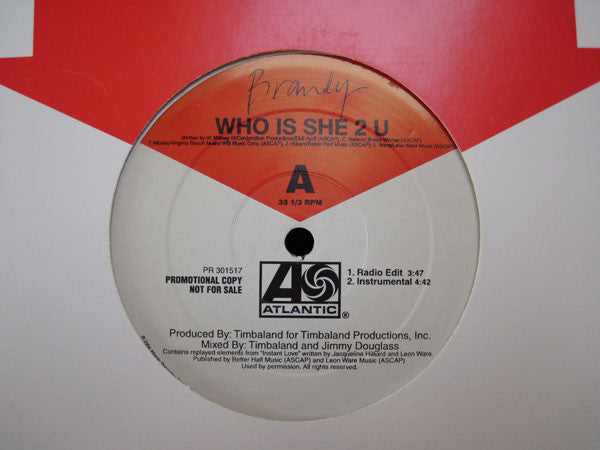 Brandy
WHO IS SHE 2 U
A
33 1/3 RPM
PR 301517
PROMOTIONAL COPY
NOT FOR SALE
ATLANTIC ®
1. Radio Edit 3:47
2. Instrumental 4:42
Produced By: Timbaland for Timbaland Productions, Inc.
Mixed By: Timbaland and Jimmy Douglass
Contains replayed elements from "Instant Love" written by Jacqueline Hilliard and Leon Ware.
Published by Better Half Music (ASCAP) and Leon Ware Music (ASCAP)
Used by permission. All rights reserved.